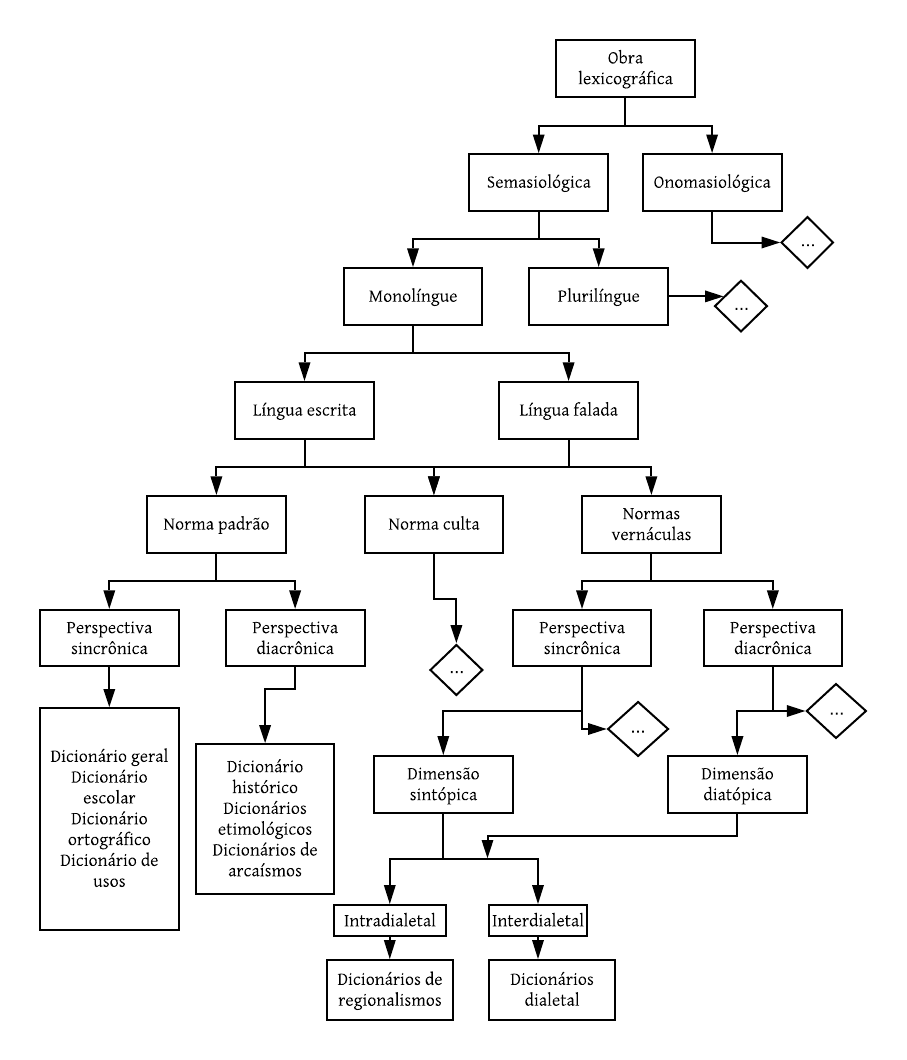 Obra
lexicográfica
Semasiológica
Onomasiológica
...
Monolíngue
Plurilíngue
...
Língua escrita
Língua falada
Norma padrão
Norma culta
Normas
vernáculas
Perspectiva
sincrônica
Perspectiva
diacrônica
...
Perspectiva
sincrônica
Perspectiva
diacrônica
...
...
Dicionário geral
Dicionário
escolar
Dicionário
ortográfico
Dicionário de
usos
Dicionário
histórico
Dicionários
etimológicos
Dicionários de
arcaísmos
Dimensão
sintópica
Dimensão
diatópica
Intradialetal
Interdialetal
Dicionários de
regionalismos
Dicionários
dialetal